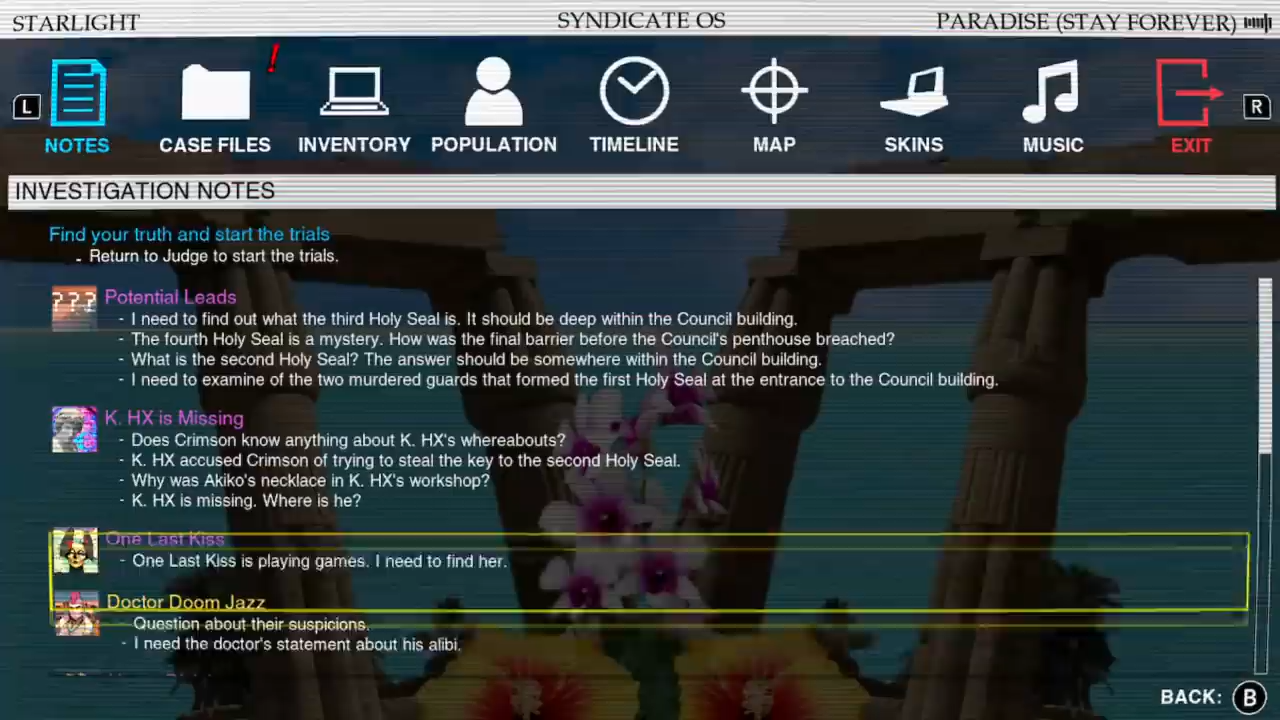 STARLIGHT SYNDICATE OS PARADISE (STAY FOREVER)
!
L R
NOTES CASE FILES INVENTORY POPULATION TIMELINE MAP SKINS MUSIC EXIT
INVESTIGATION NOTES
Find your truth and start the trials
- Return to Judge to start the trials.
??? Potential Leads
- I need to find out what the third Holy Seal is. It should be deep within the Council building.
- The fourth Holy Seal is a mystery. How was the final barrier before the Council's penthouse breached?
- What is the second Holy Seal? The answer should be somewhere within the Council building.
- I need to examine of the two murdered guards that formed the first Holy Seal at the entrance to the Council building.
K. HX is Missing
- Does Crimson know anything about K. HX's whereabouts?
- K. HX accused Crimson of trying to steal the key to the second Holy Seal.
- Why was Akiko's necklace in K. HX's workshop?
- K. HX is missing. Where is he?
One Last Kiss
- One Last Kiss is playing games. I need to find her.
Doctor Doom Jazz
- Question about their suspicions.
- I need the doctor's statement about his alibi.
BACK: B